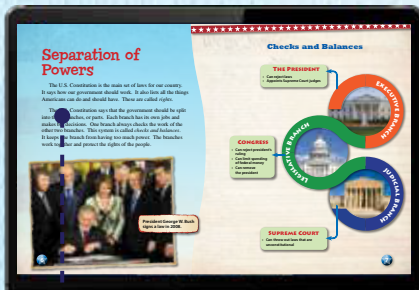 Separation of
Powers
The U.S. Constitution is the main set of laws for our country.
It says how our government should work. It also lists all the things
Americans can do and should have. These are called rights.
The Constitution says that the government should be split
into branches, or parts. Each branch has its own jobs and
makes decisions. One branch always checks the work of the
other two branches. This system is called checks and balances.
It keeps one branch from having too much power. The branches
work together and protect the rights of the people.
President George W. Bush
signs a law in 2008.
Checks and Balances
THE PRESIDENT
• Can reject laws
• Appoints Supreme Court judges
EXECUTIVE BRANCH
CONGRESS
• Can reject president's
ruling
• Can limit spending
of federal money
• Can remove
the president
LEGISLATIVE BRANCH
JUDICIAL BRANCH
SUPREME COURT
• Can throw out laws that are
unconstitutional